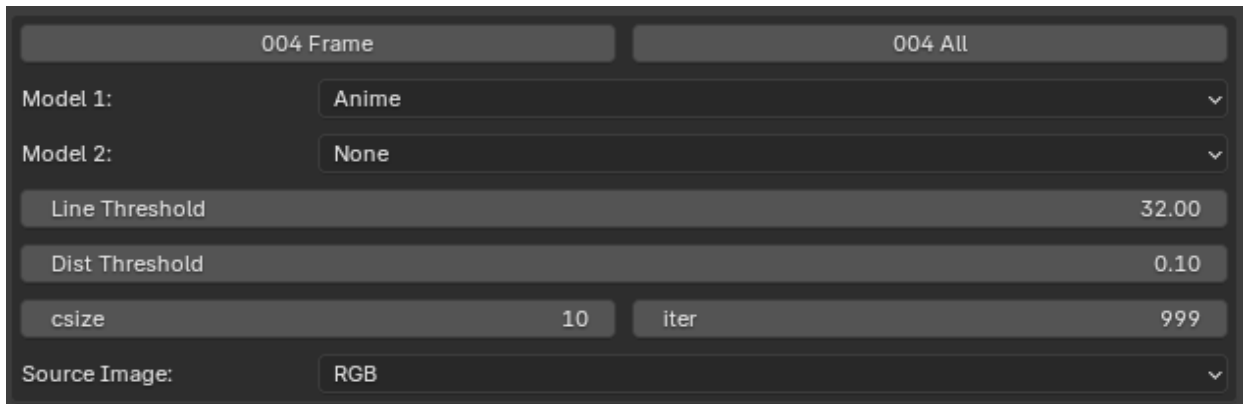 004 Frame 004 All
Model 1: Anime
Model 2: None
Line Threshold 32.00
Dist Threshold 0.10
csize 10 iter 999
Source Image: RGB